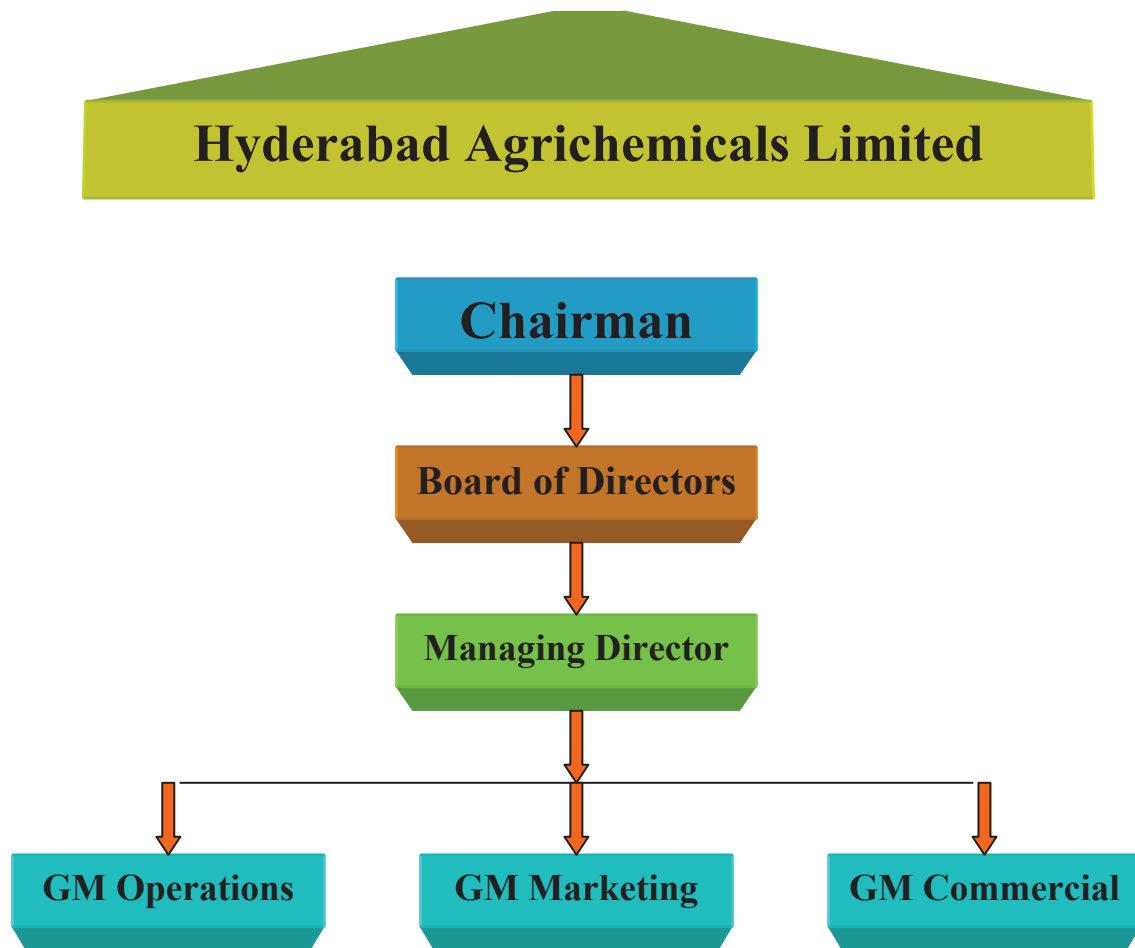 Hyderabad Agrichemicals Limited
Chairman
Board of Directors
Managing Director
GM Operations
GM Marketing
GM Commercial